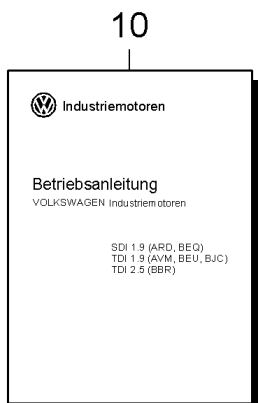 10
Industriemotoren
Betriebsanleitung
VOLKSWAGEN Industriemotoren
SDI 1.9 (ARD, BEQ)
TDI 1.9 (AVM, BEU, BJC)
TDI 2.5 (BBR)